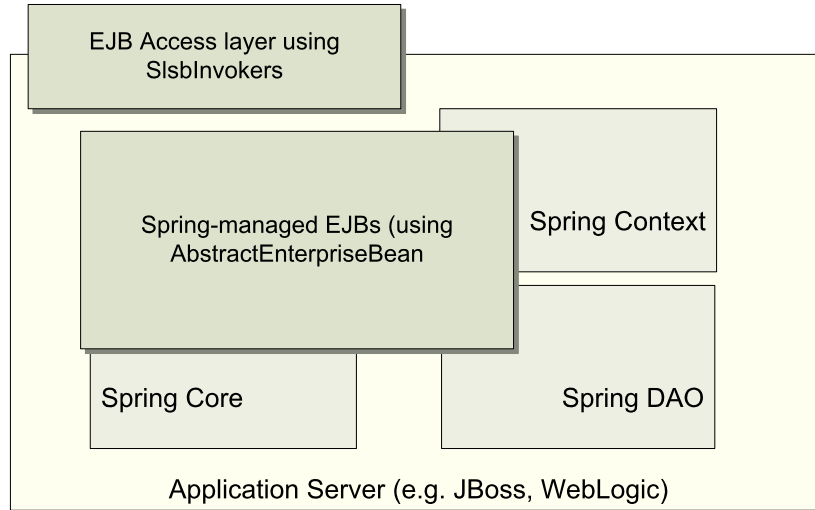 EJB Access layer using
SlsbInvokers
Spring-managed EJBs (using
AbstractEnterpriseBean
Spring Context
Spring Core
Spring DAO
Application Server (e.g. JBoss, WebLogic)